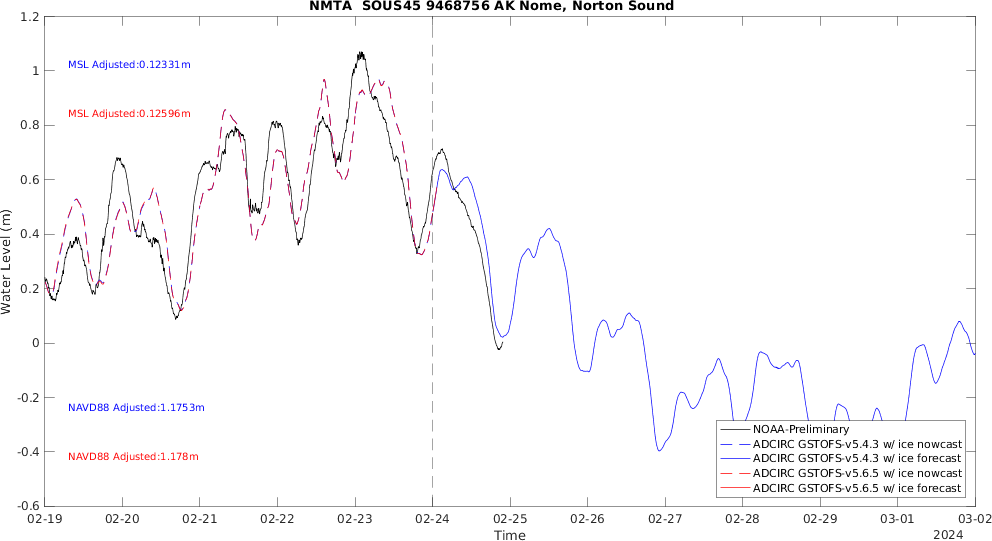 NMTA SOUS45 9468756 AK Nome, Norton Sound
1.2
1
0.8
0.6
0.4
0.2
0
-0.2
-0.4
-0.6
Water Level (m)
MSL Adjusted:0.12331m
MSL Adjusted:0.12596m
NAVD88 Adjusted:1.1753m
NAVD88 Adjusted:1.178m
NOAA-Preliminary
ADCIRC GSTOFS-v5.4.3 w/ ice nowcast
ADCIRC GSTOFS-v5.4.3 w/ ice forecast
ADCIRC GSTOFS-v5.6.5 w/ ice nowcast
ADCIRC GSTOFS-v5.6.5 w/ ice forecast
02-19 02-20 02-21 02-22 02-23 02-24 02-25 02-26 02-27 02-28 02-29 03-01 03-02
Time
2024